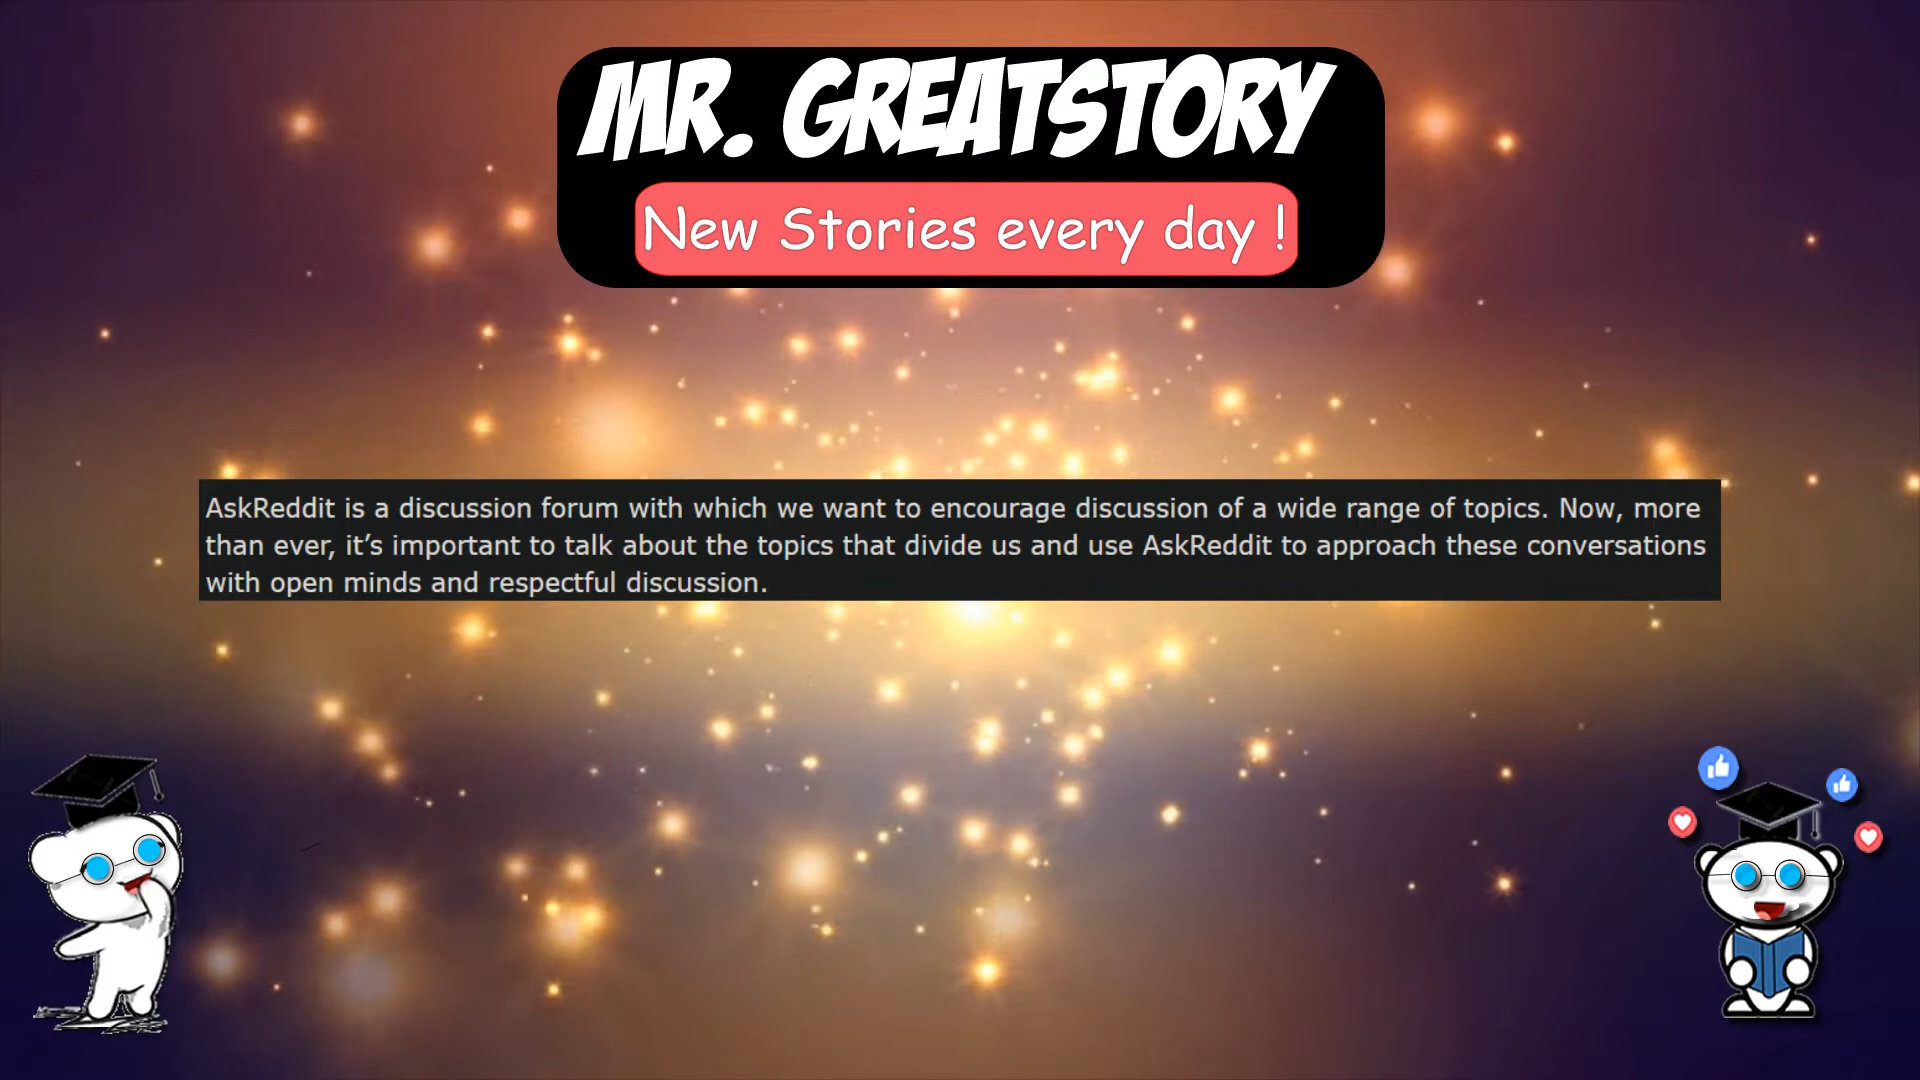 MR. GREATSTORY
New Stories every day !
AskReddit is a discussion forum with which we want to encourage discussion of a wide range of topics. Now, more
than ever, it’s important to talk about the topics that divide us and use AskReddit to approach these conversations
with open minds and respectful discussion.